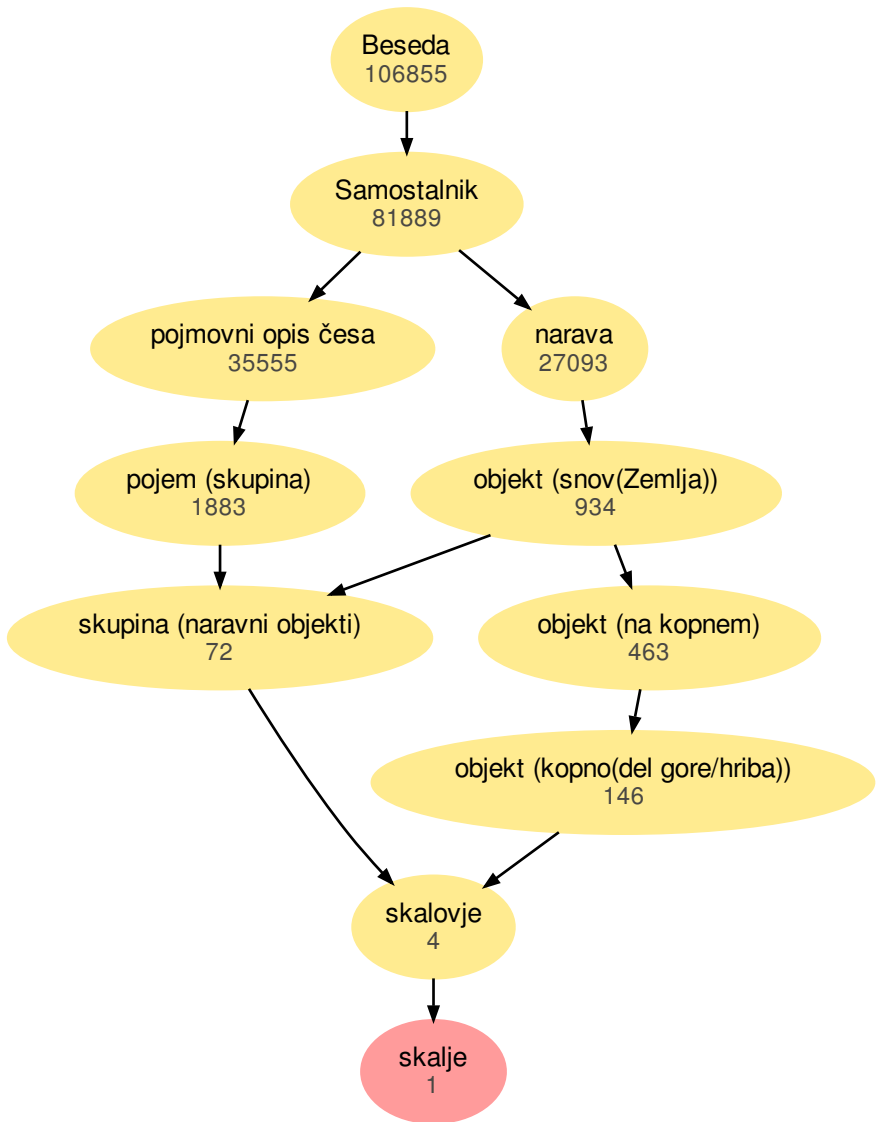 Beseda
106855
Samostalnik
81889
pojmovni opis česa
35555
narava
27093
pojem (skupina)
1883
objekt (snov(Zemlja))
934
skupina (naravni objekti)
72
objekt (na kopnem)
463
objekt (kopno(del gore/hriba))
146
skalovje
4
skalje
1